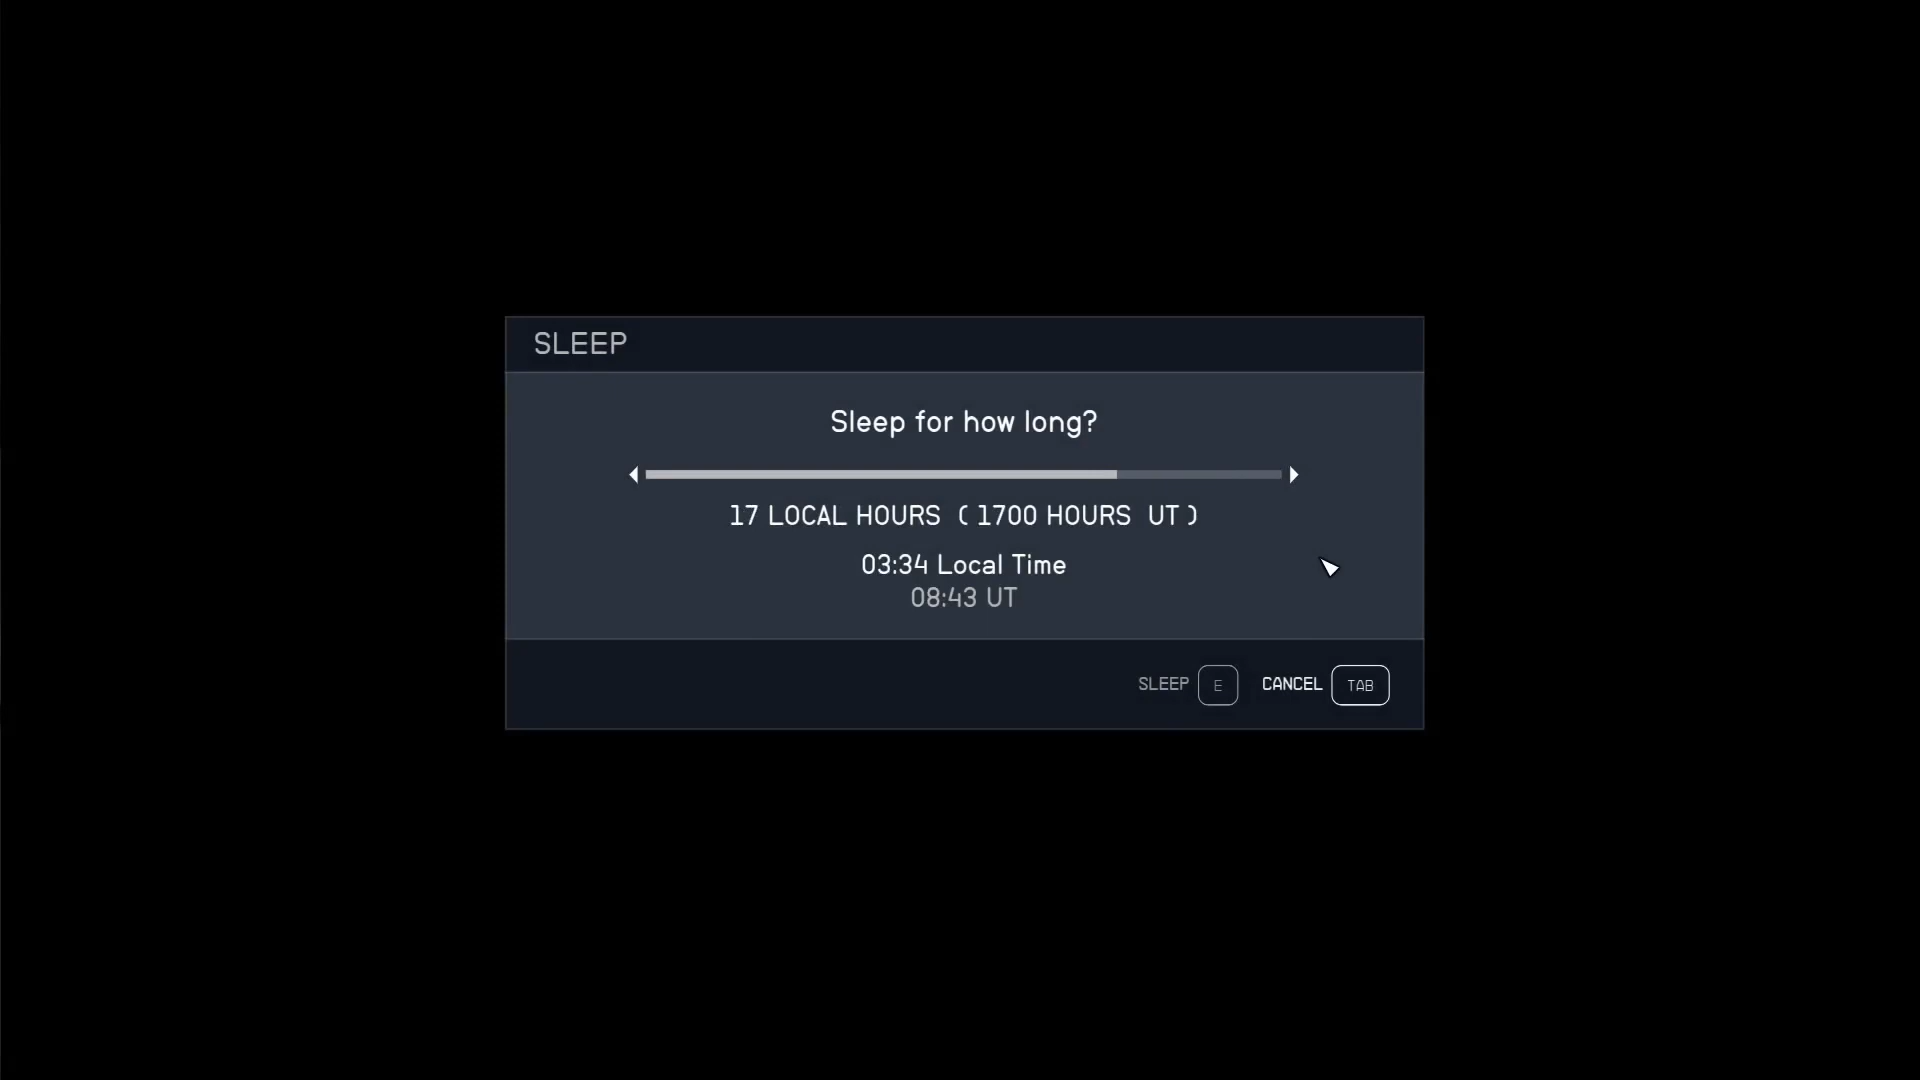 SLEEP
Sleep for how long?
17 LOCAL HOURS ( 1700 HOURS UT )
03:34 Local Time
08:43 UT
SLEEP E CANCEL TAB